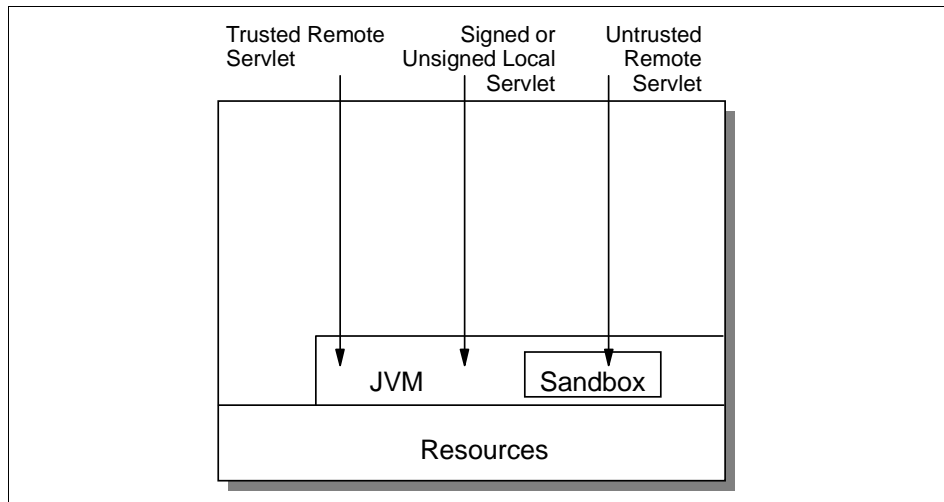 Trusted Remote
Servlet
Signed or
Unsigned Local
Servlet
Untrusted
Remote
Servlet
JVM
Sandbox
Resources